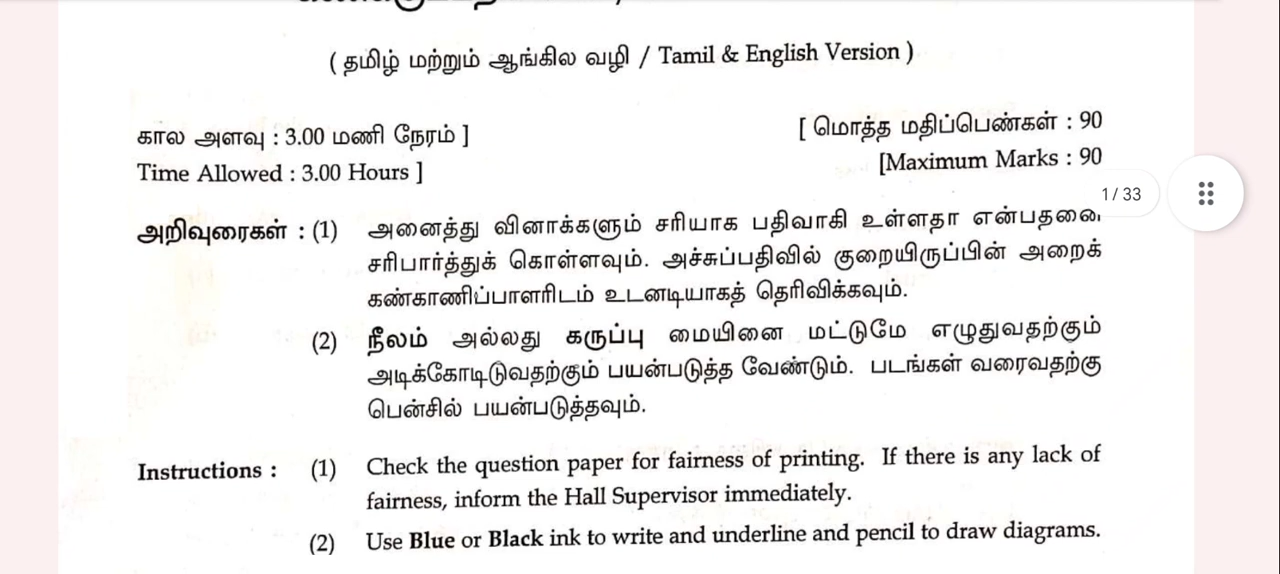 ( தமிழ் மற்றும் ஆங்கில வழி / Tamil & English Version )
கால அளவு : 3.00 மணி நேரம் ]
[ மொத்த மதிப்பெண்கள் : 90
Time Allowed : 3.00 Hours ]
[Maximum Marks : 90
1 / 33
அறிவுரைகள் : (1) அனைத்து வினாக்களும் சரியாக பதிவாகி உள்ளதா என்பதனை
சரிபார்த்துக் கொள்ளவும். அச்சுப்பதிவில் குறையிருப்பின் அறைக்
கண்காணிப்பாளரிடம் உடனடியாகத் தெரிவிக்கவும்.
(2) நீலம் அல்லது கருப்பு மையினை மட்டுமே எழுதுவதற்கும்
அடிக்கோடிடுவதற்கும் பயன்படுத்த வேண்டும். படங்கள் வரைவதற்கு
பென்சில் பயன்படுத்தவும்.
Instructions : (1) Check the question paper for fairness of printing. If there is any lack of
fairness, inform the Hall Supervisor immediately.
(2) Use Blue or Black ink to write and underline and pencil to draw diagrams.